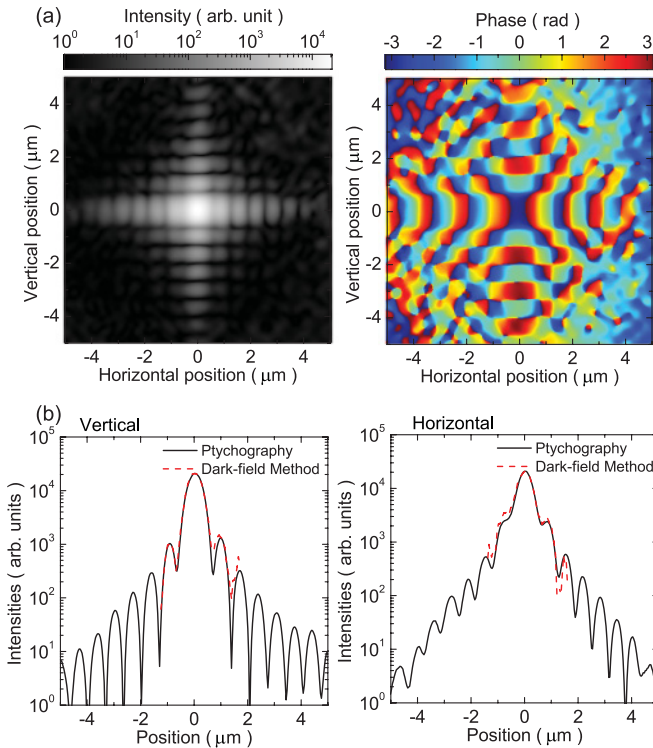 (a)
Intensity ( arb. unit )
10^0 10^1 10^2 10^3 10^4
Phase ( rad )
-3 -2 -1 0 1 2 3
Vertical position ( μm )
4
2
0
-2
-4
-4 -2 0 2 4
Horizontal position ( μm )
Vertical position ( μm )
4
2
0
-2
-4
-4 -2 0 2 4
Horizontal position ( μm )
(b)
Vertical
Intensities ( arb. units )
10^5
10^4
10^3
10^2
10^1
10^0
Ptychography
Dark-field Method
-4 -2 0 2 4
Position ( μm )
Horizontal
Intensities ( arb. units )
10^5
10^4
10^3
10^2
10^1
10^0
Ptychography
Dark-field Method
-4 -2 0 2 4
Position ( μm )